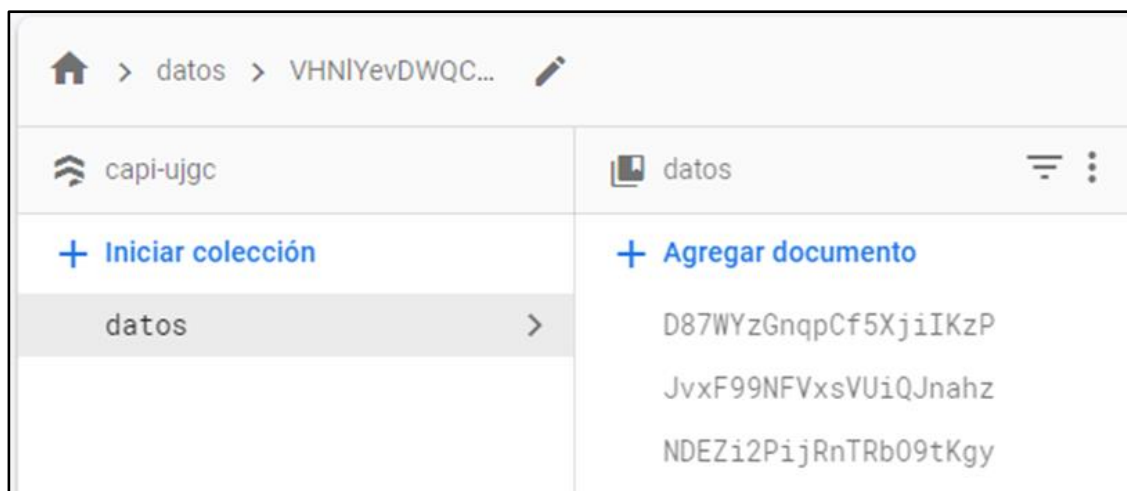 datos > VHNlYevDWQC...
capi-ujgc
datos
+ Iniciar colección
+ Agregar documento
datos
D87WYzGnqpCf5XjiIKzP
JvxF99NFVxsVUiQJnahz
NDEZi2PijRnTRbO9tKgy